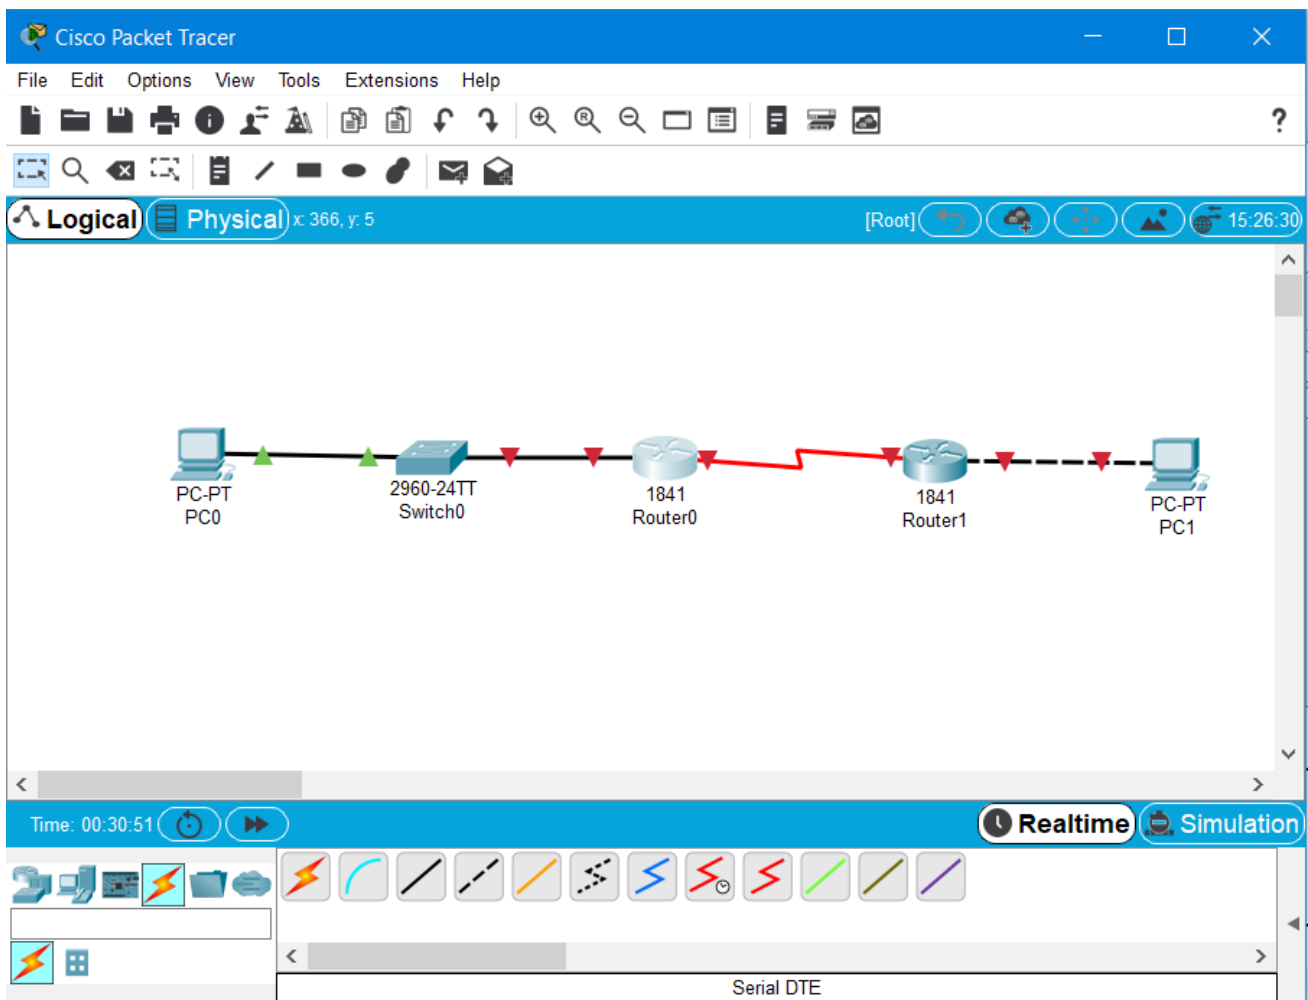 Cisco Packet Tracer
File Edit Options View Tools Extensions Help
?
Logical Physical x: 366, y: 5 [Root] 15:26:30
PC-PT
PC0
2960-24TT
Switch0
1841
Router0
1841
Router1
PC-PT
PC1
Time: 00:30:51 Realtime Simulation
Serial DTE